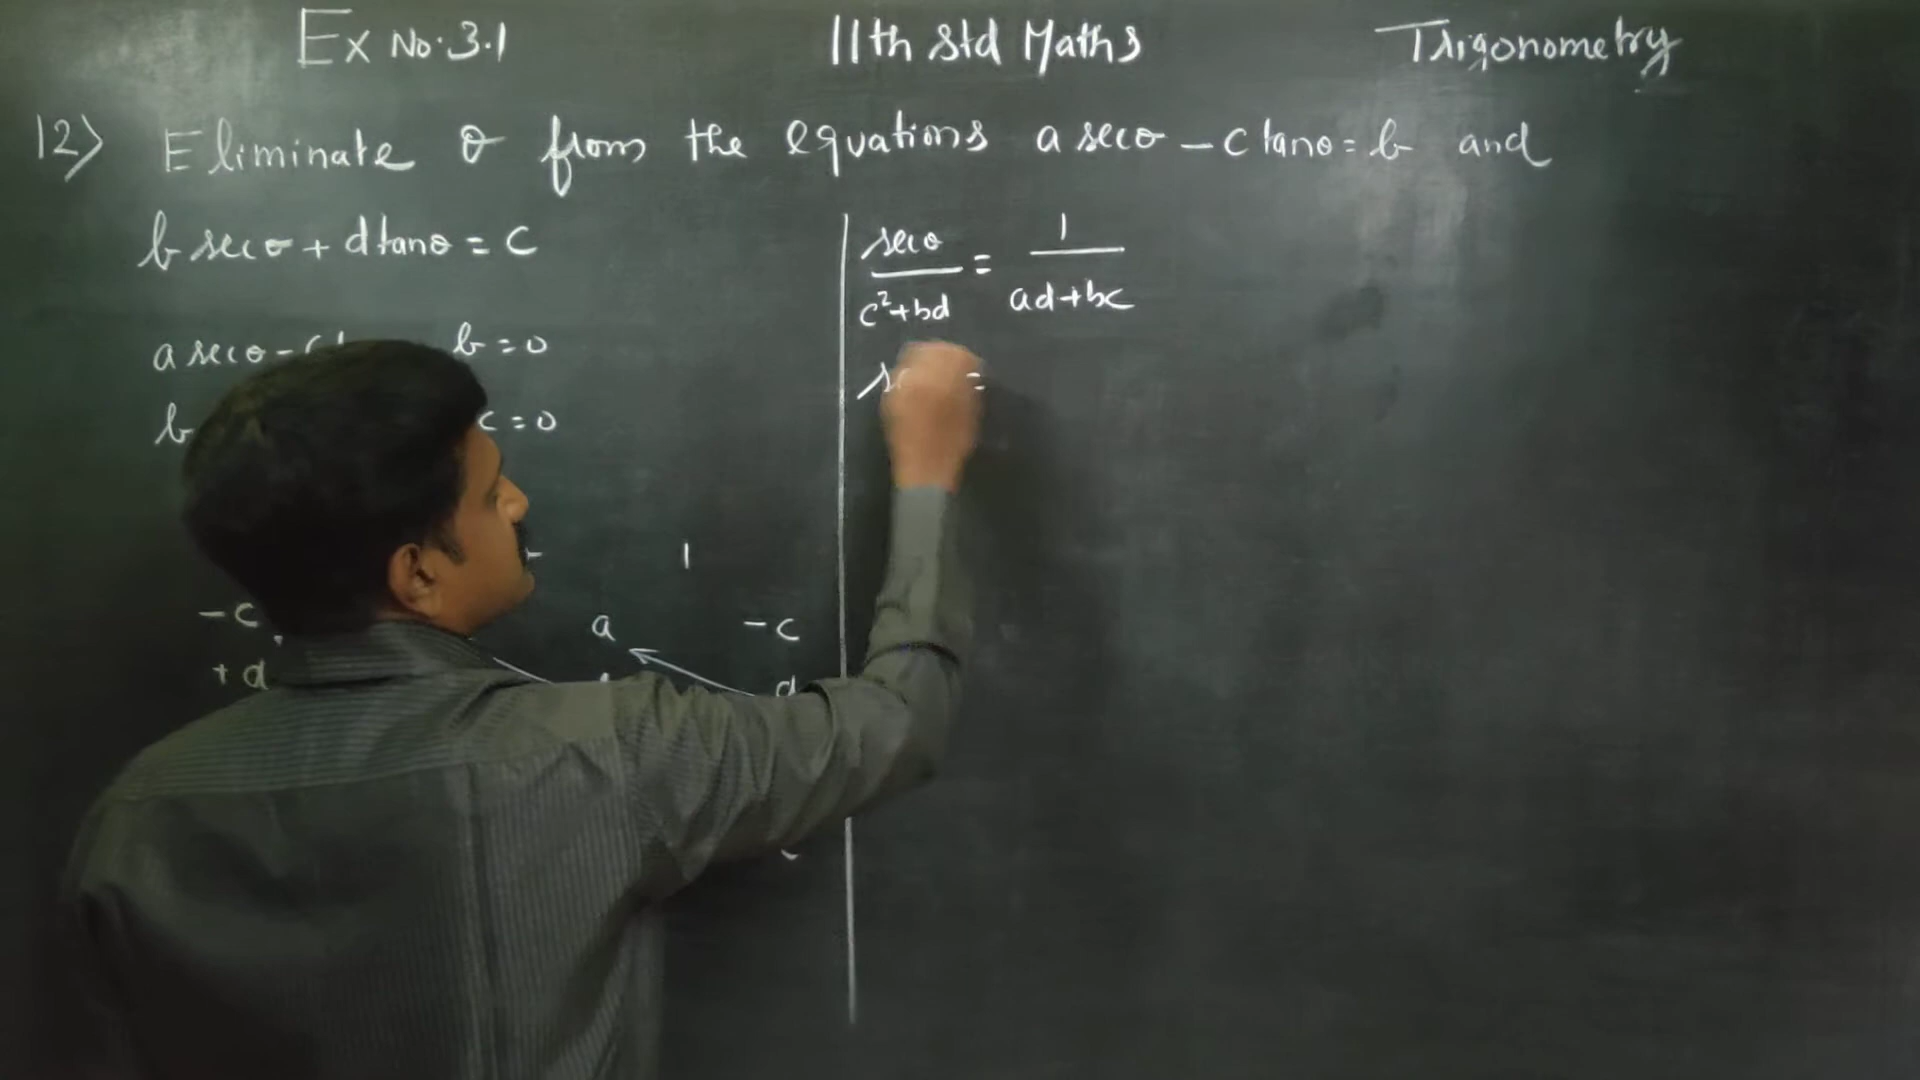 Ex No. 3.1 11th Std Maths Trigonometry
12) Eliminate θ from the equations a secθ - c tanθ = b and
b secθ + d tanθ = c
a secθ - c b = 0
b c = 0
1
-c a -c
+d d
secθ / c²+bd = 1 / ad+bc
=